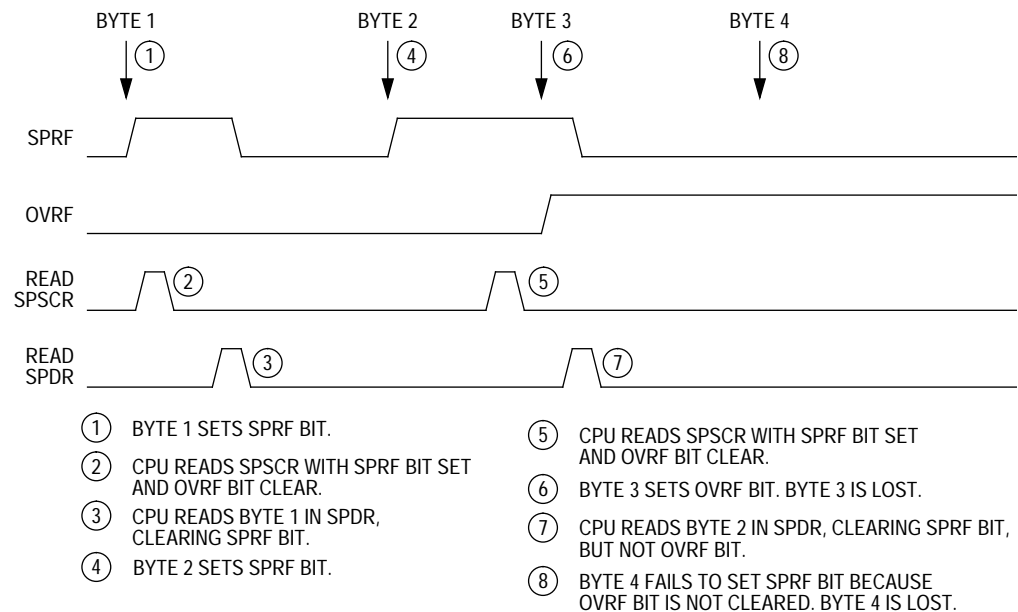 BYTE 1 BYTE 2 BYTE 3 BYTE 4
1 4 6 8
SPRF
OVRF
READ
SPSCR
2 5
READ
SPDR
3 7
1 BYTE 1 SETS SPRF BIT.
2 CPU READS SPSCR WITH SPRF BIT SET
AND OVRF BIT CLEAR.
3 CPU READS BYTE 1 IN SPDR,
CLEARING SPRF BIT.
4 BYTE 2 SETS SPRF BIT.
5 CPU READS SPSCR WITH SPRF BIT SET
AND OVRF BIT CLEAR.
6 BYTE 3 SETS OVRF BIT. BYTE 3 IS LOST.
7 CPU READS BYTE 2 IN SPDR, CLEARING SPRF BIT,
BUT NOT OVRF BIT.
8 BYTE 4 FAILS TO SET SPRF BIT BECAUSE
OVRF BIT IS NOT CLEARED. BYTE 4 IS LOST.